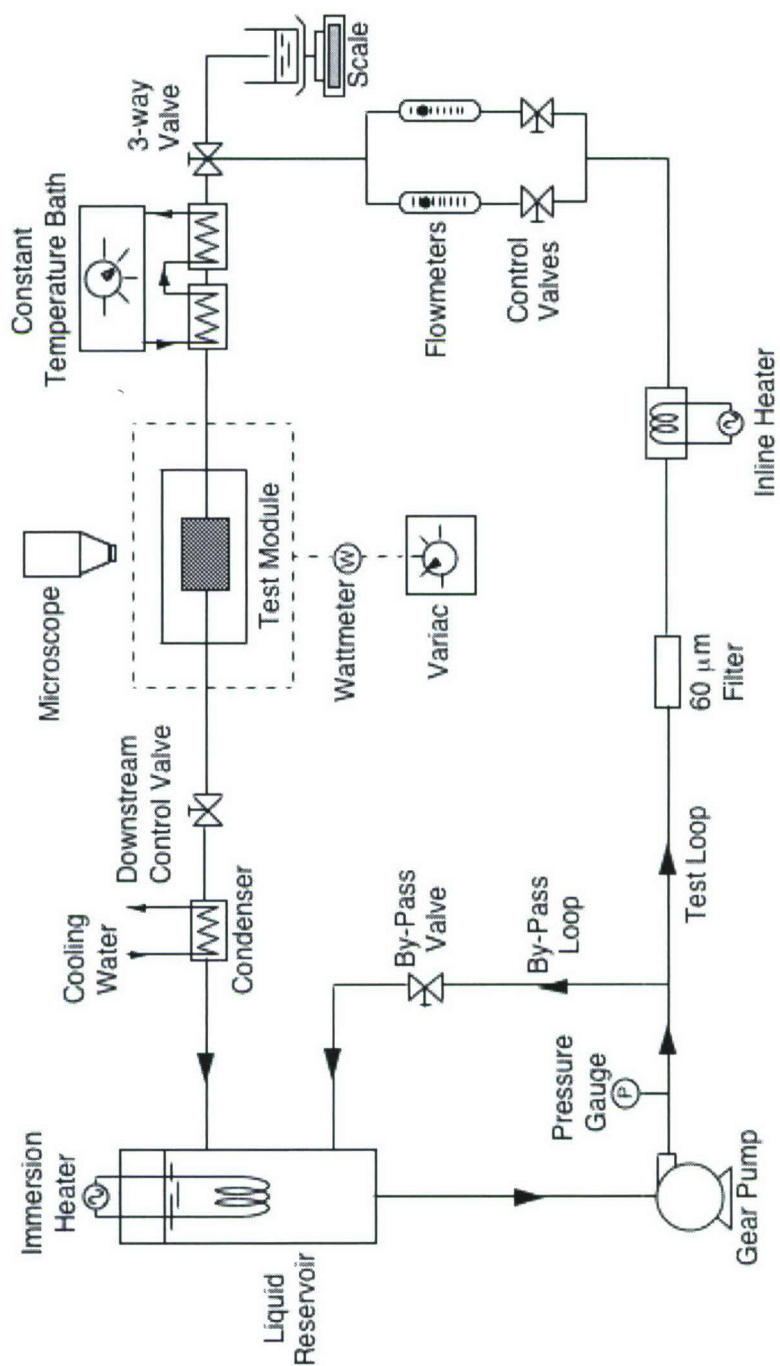 Immersion
Heater
Cooling
Water
Condenser
Downstream
Control Valve
Microscope
Test Module
Constant
Temperature Bath
3-way
Valve
Scale
Liquid
Reservoir
By-Pass
Valve
By-Pass
Loop
Wattmeter
W
Variac
Flowmeters
Control
Valves
Pressure
Gauge
P
Gear Pump
Test Loop
60 μm
Filter
Inline Heater